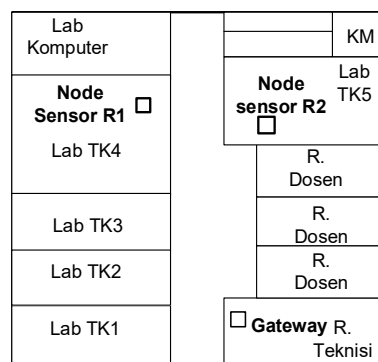 Lab
Komputer
Node
Sensor R1
Lab TK4
Lab TK3
Lab TK2
Lab TK1
KM
Node
sensor R2
Lab
TK5
R.
Dosen
R.
Dosen
R.
Dosen
Gateway R.
Teknisi